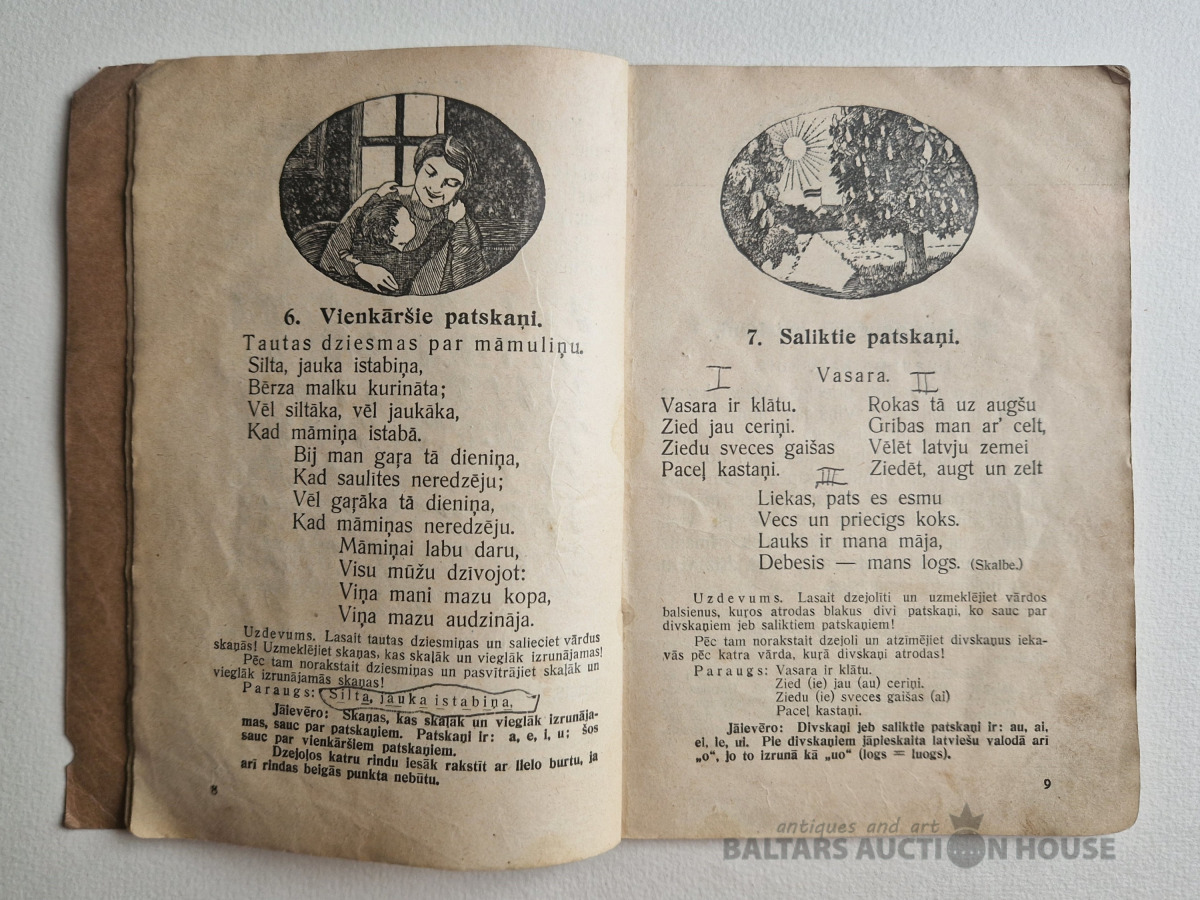 6. Vienkāršie patskaņi.
Tautas dziesmas par māmuliņu.
Silta, jauka istabiņa,
Bērza malku kurināta;
Vēl siltāka, vēl jaukāka,
Kad māmiņa istabā.
Bij man gaŗa tā dieniņa,
Kad saulītes neredzēju;
Vēl gaŗāka tā dieniņa,
Kad māmiņas neredzēju.
Māmiņai labu daru,
Visu mūžu dzīvojot:
Viņa mani mazu kopa,
Viņa mazu audzināja.
Uzdevums. Lasait tautas dziesmiņas un salieciet vārdus
skaņās! Uzmeklējiet skaņas, kas skaļāk un vieglāk izrunājamas!
Pēc tam norakstait dziesmiņas un pasvītrājiet skaļāk un
vieglāk izrunājamās skaņas!
Paraugs: Silta, jauka istabiņa,
Jāievēro: Skaņas, kas skaļāk un vieglāk izrunāja-
mas, sauc par patskaņiem. Patskaņi ir: a, e, i, u; šos
sauc par vienkāršiem patskaņiem.
Dzejoļos katru rindu iesāk rakstīt ar lielo burtu, ja
arī rindas beigās punkta nebūtu.
8
7. Saliktie patskaņi.
Vasara.
I
Vasara ir klātu.
Zied jau ceriņi.
Ziedu sveces gaišas
Paceļ kastaņi.
II
Rokas tā uz augšu
Gribas man ar' celt,
Vēlēt latvju zemei
Ziedēt, augt un zelt
III
Liekas, pats es esmu
Vecs un priecīgs koks.
Lauks ir mana māja,
Debesis — mans logs. (Skalbe.)
Uzdevums. Lasait dzejolīti un uzmeklējiet vārdos
balsienus, kuŗos atrodas blakus divi patskaņi, ko sauc par
divskaņiem jeb saliktiem patskaņiem!
Pēc tam norakstait dzejoli un atzīmējiet divskaņus ieka-
vās pēc katra vārda, kuŗā divskaņi atrodas!
Paraugs: Vasara ir klātu.
Zied (ie) jau (au) ceriņi.
Ziedu (ie) sveces gaišas (ai)
Paceļ kastaņi.
Jāievēro: Divskaņi jeb saliktie patskaņi ir: au, ai,
ei, ie, ui. Pie divskaņiem jāpieskaita latviešu valodā arī
„o“, jo to izrunā kā „uo“ (logs = luogs).
9
antiques and art
BALTARS AUCTION HOUSE